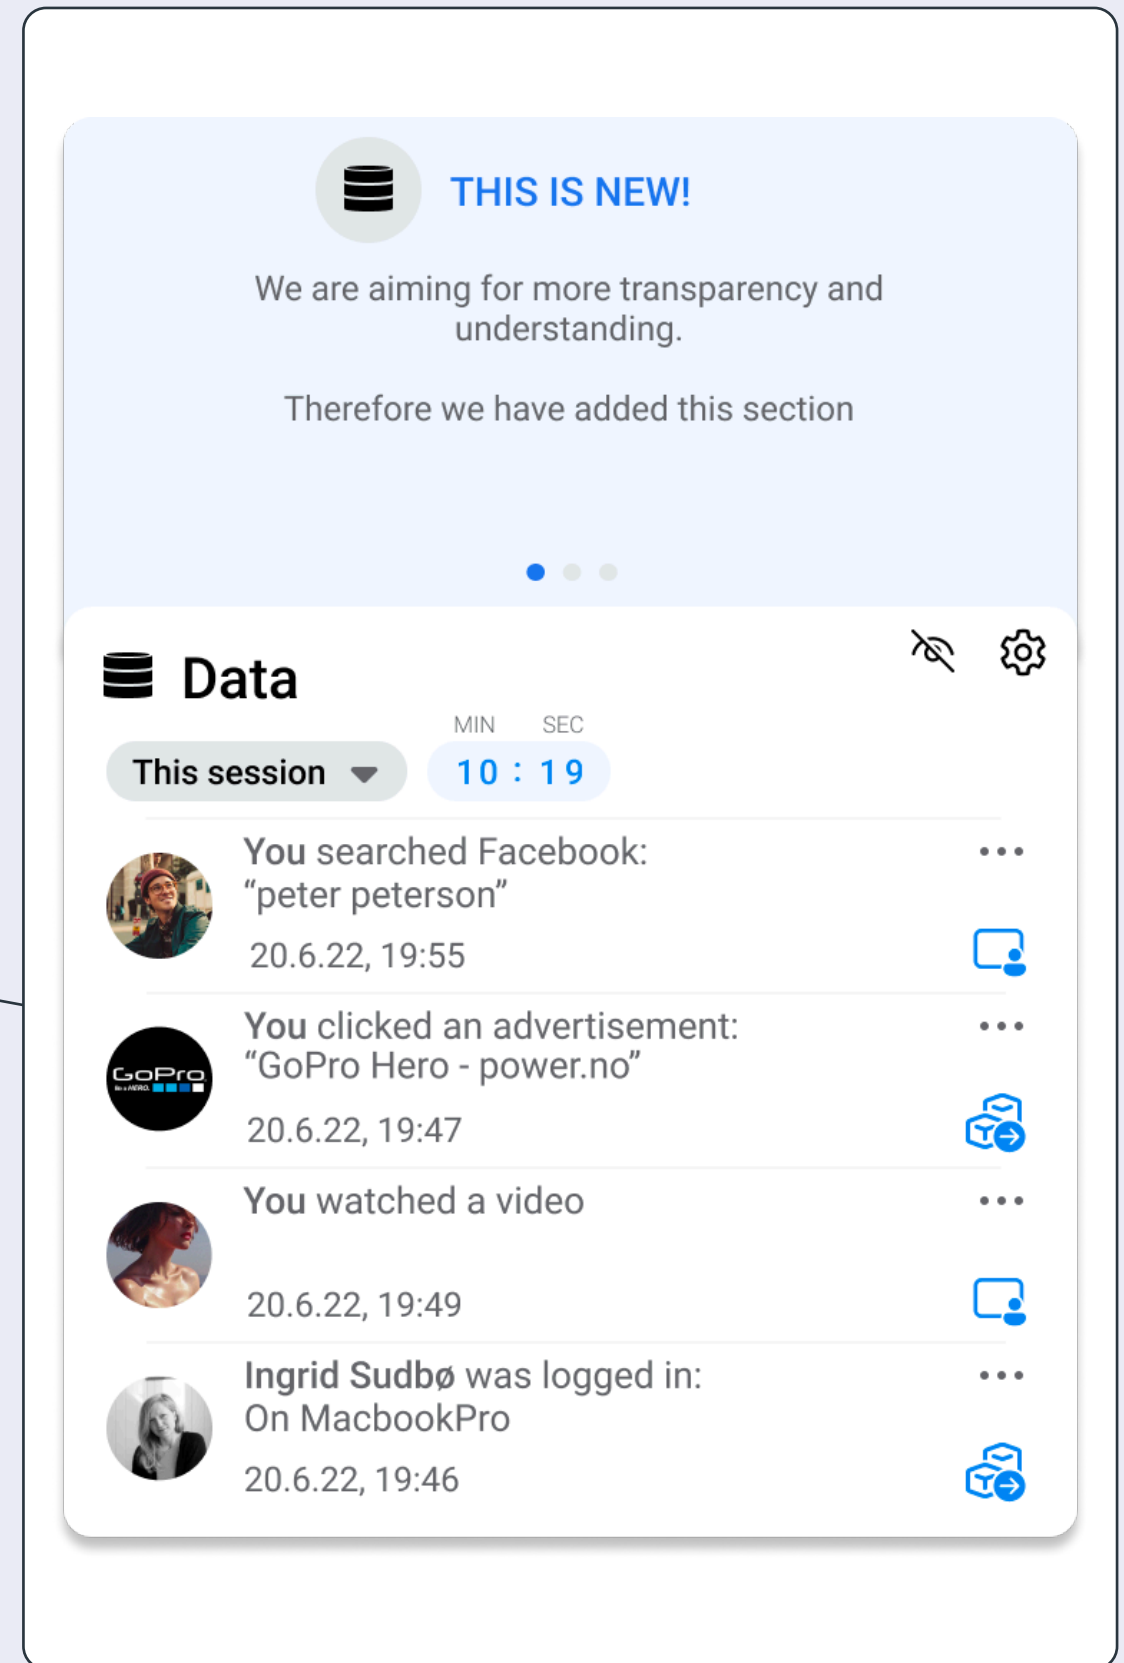 THIS IS NEW!
We are aiming for more transparency and
understanding.
Therefore we have added this section
Data
MIN SEC
This session
10 : 19
You searched Facebook:
“peter peterson”
20.6.22, 19:55
You clicked an advertisement:
“GoPro Hero - power.no”
GoPro
Be a HERO.
20.6.22, 19:47
You watched a video
20.6.22, 19:49
Ingrid Sudbø was logged in:
On MacbookPro
20.6.22, 19:46